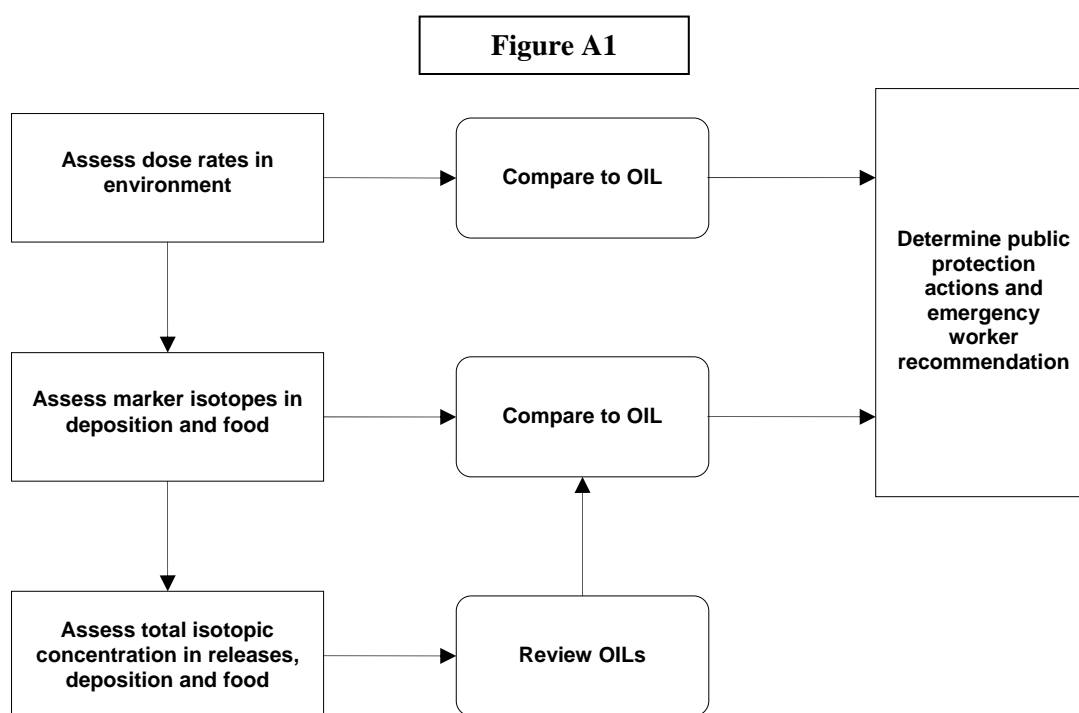 Figure A1
Assess dose rates in
environment
Compare to OIL
Determine public
protection
actions and
emergency
worker
recommendation
Assess marker isotopes in
deposition and food
Compare to OIL
Assess total isotopic
concentration in releases,
deposition and food
Review OILs